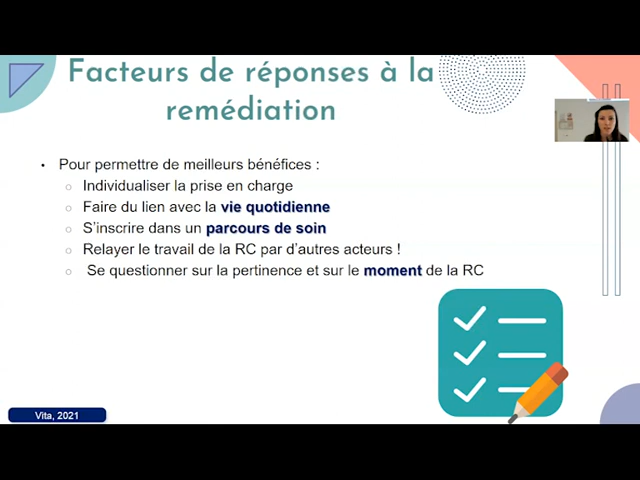 Facteurs de réponses à la
remédiation
• Pour permettre de meilleurs bénéfices :
○ Individualiser la prise en charge
○ Faire du lien avec la vie quotidienne
○ S'inscrire dans un parcours de soin
○ Relayer le travail de la RC par d'autres acteurs !
○ Se questionner sur la pertinence et sur le moment de la RC
Vita, 2021